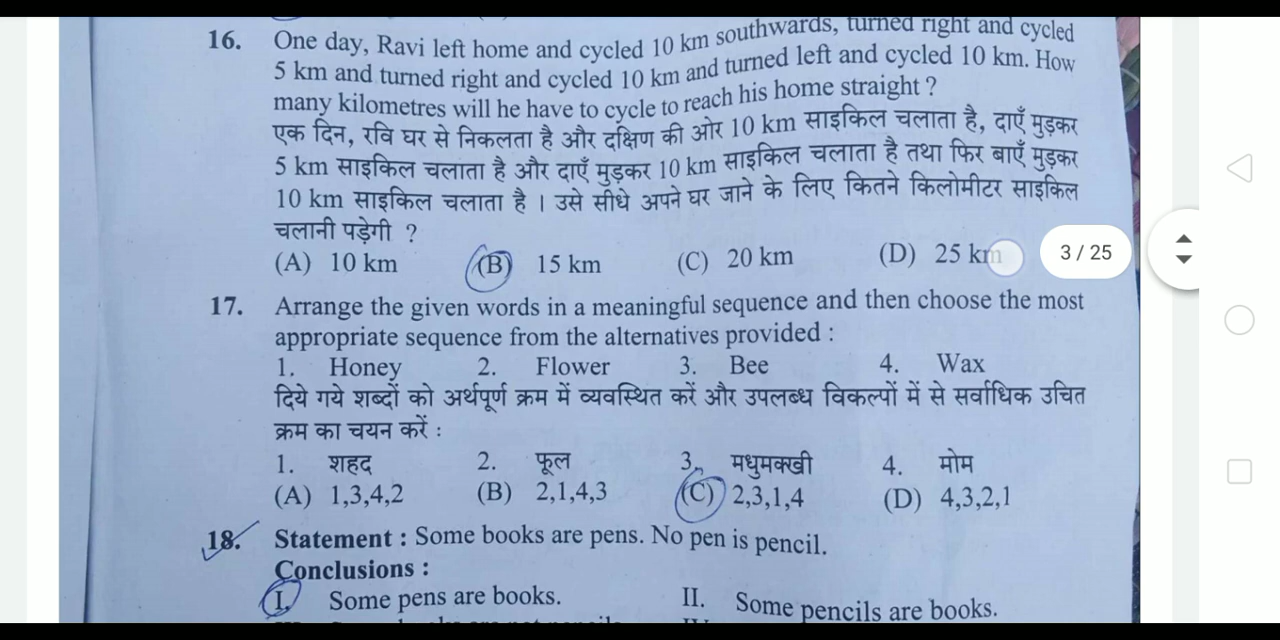 16. One day, Ravi left home and cycled 10 km southwards, turned right and cycled
5 km and turned right and cycled 10 km and turned left and cycled 10 km. How
many kilometres will he have to cycle to reach his home straight ?
एक दिन, रवि घर से निकलता है और दक्षिण की ओर 10 km साइकिल चलाता है, दाएँ मुड़कर
5 km साइकिल चलाता है और दाएँ मुड़कर 10 km साइकिल चलाता है तथा फिर बाएँ मुड़कर
10 km साइकिल चलाता है । उसे सीधे अपने घर जाने के लिए कितने किलोमीटर साइकिल
चलानी पड़ेगी ?
(A) 10 km (B) 15 km (C) 20 km (D) 25 km
3 / 25
17. Arrange the given words in a meaningful sequence and then choose the most
appropriate sequence from the alternatives provided :
1. Honey 2. Flower 3. Bee 4. Wax
दिये गये शब्दों को अर्थपूर्ण क्रम में व्यवस्थित करें और उपलब्ध विकल्पों में से सर्वाधिक उचित
क्रम का चयन करें :
1. शहद 2. फूल 3. मधुमक्खी 4. मोम
(A) 1,3,4,2 (B) 2,1,4,3 (C) 2,3,1,4 (D) 4,3,2,1
18. Statement : Some books are pens. No pen is pencil.
Conclusions :
I. Some pens are books. II. Some pencils are books.